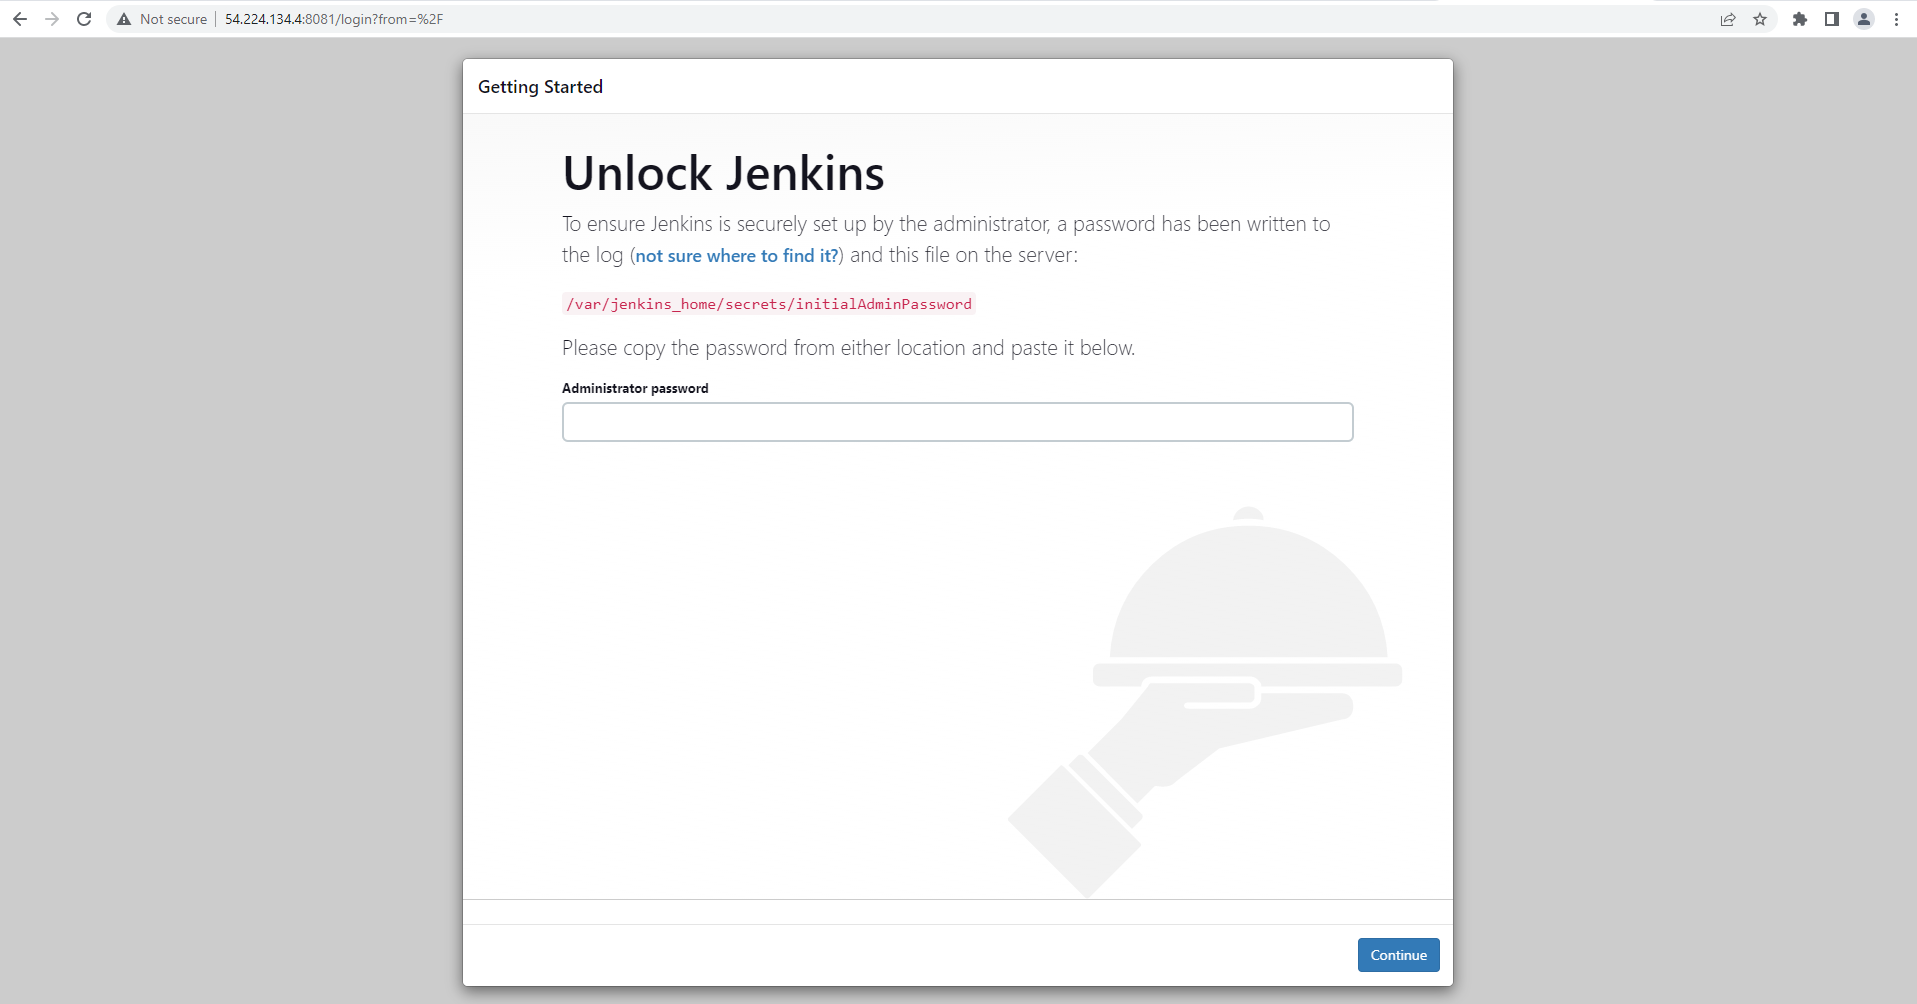 Not secure | 54.224.134.4:8081/login?from=%2F
Getting Started
Unlock Jenkins
To ensure Jenkins is securely set up by the administrator, a password has been written to
the log (not sure where to find it?) and this file on the server:
/var/jenkins_home/secrets/initialAdminPassword
Please copy the password from either location and paste it below.
Administrator password
Continue